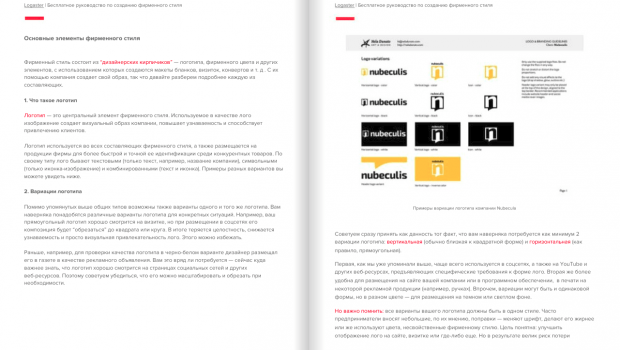 Logaster | Бесплатное руководство по созданию фирменного стиля
Основные элементы фирменного стиля
Фирменный стиль состоит из "дизайнерских кирпичиков" — логотипа, фирменного цвета и других
элементов, с использованием которых создаются макеты бланков, визиток, конвертов и т. д . С их
помощью компания создает свой образ, так что давайте разберем подробнее каждую их
составляющих.
1. Что такое логотип
Логотип — это центральный элемент фирменного стиля. Используемое в качестве лого
изображение создает визуальный образ компании, повышает узнаваемость и способствует
привлечению клиентов.
Логотип используется во всех составляющих фирменного стиля, а также размещается на
продукции фирмы для более быстрой и точной ее идентификации среди конкурентных товаров. По
своему типу лого бывают текстовыми (только текст, например, название компании), символьными
(только иконка-изображение) и комбинированными (текст и иконка). Примеры разных вариантов вы
можете увидеть ниже.
2. Вариации логотипа
Помимо упомянутых выше общих типов возможны также варианты одного и того же логотипа. Вам
наверняка понадобятся различные варианты логотипа для конкретных ситуаций. Например, ваш
прямоугольный логотип хорошо смотрится на визитке, но при размещении в соцсетях его
композиция будет "обрезаться" до квадрата или круга. В итоге теряется целостность, снижается
узнаваемость и просто визуальная привлекательность лого. Этого можно избежать.
Раньше, например, для проверки качества логотипа в черно-белом варианте дизайнер размещал
его в газете в качестве рекламного объявления. Вам это вряд ли потребуется — сейчас куда
важнее знать, что логотип хорошо смотрится на страницах социальных сетей и других
веб-ресурсов. Поэтому советуем убедиться, что его можно масштабировать и обрезать при
необходимости.
Logaster | Бесплатное руководство по созданию фирменного стиля
Logo variations
nubeculis
nubeculis
nubeculis
nubeculis
nubeculis
Page 1
Примеры вариации логотипа компании Nubeculis
Советуем сразу принять как данность тот факт, что вам наверняка потребуется как минимум 2
вариации логотипа: вертикальная (обычно близкая к квадратной форме) и горизонтальная (как
правило, прямоугольная).
Первая, как мы уже упоминали выше, чаще всего используется в соцсетях, а также на YouTube и
других веб-ресурсах, предъявляющих специфические требования к форме лого. Вторая же более
удобна для размещения на сайте вашей компании или в программном обеспечении, в печати на
некоторой рекламной продукции (например, ручках). Впрочем, вариации могут быть и одинаковой
формы, но в разном цвете — для размещения на темном или светлом фоне.
Но важно помнить: все варианты вашего логотипа должны быть в одном стиле. Часто
предприниматели вносят небольшие, по их мнению, поправки — меняют шрифт, делают его жирнее
или же используют цвета, несвойственные фирменному стилю. Цель понятна: улучшить
отображение лого на сайте, визитке или где-либо еще. Но в результате велик риск потери